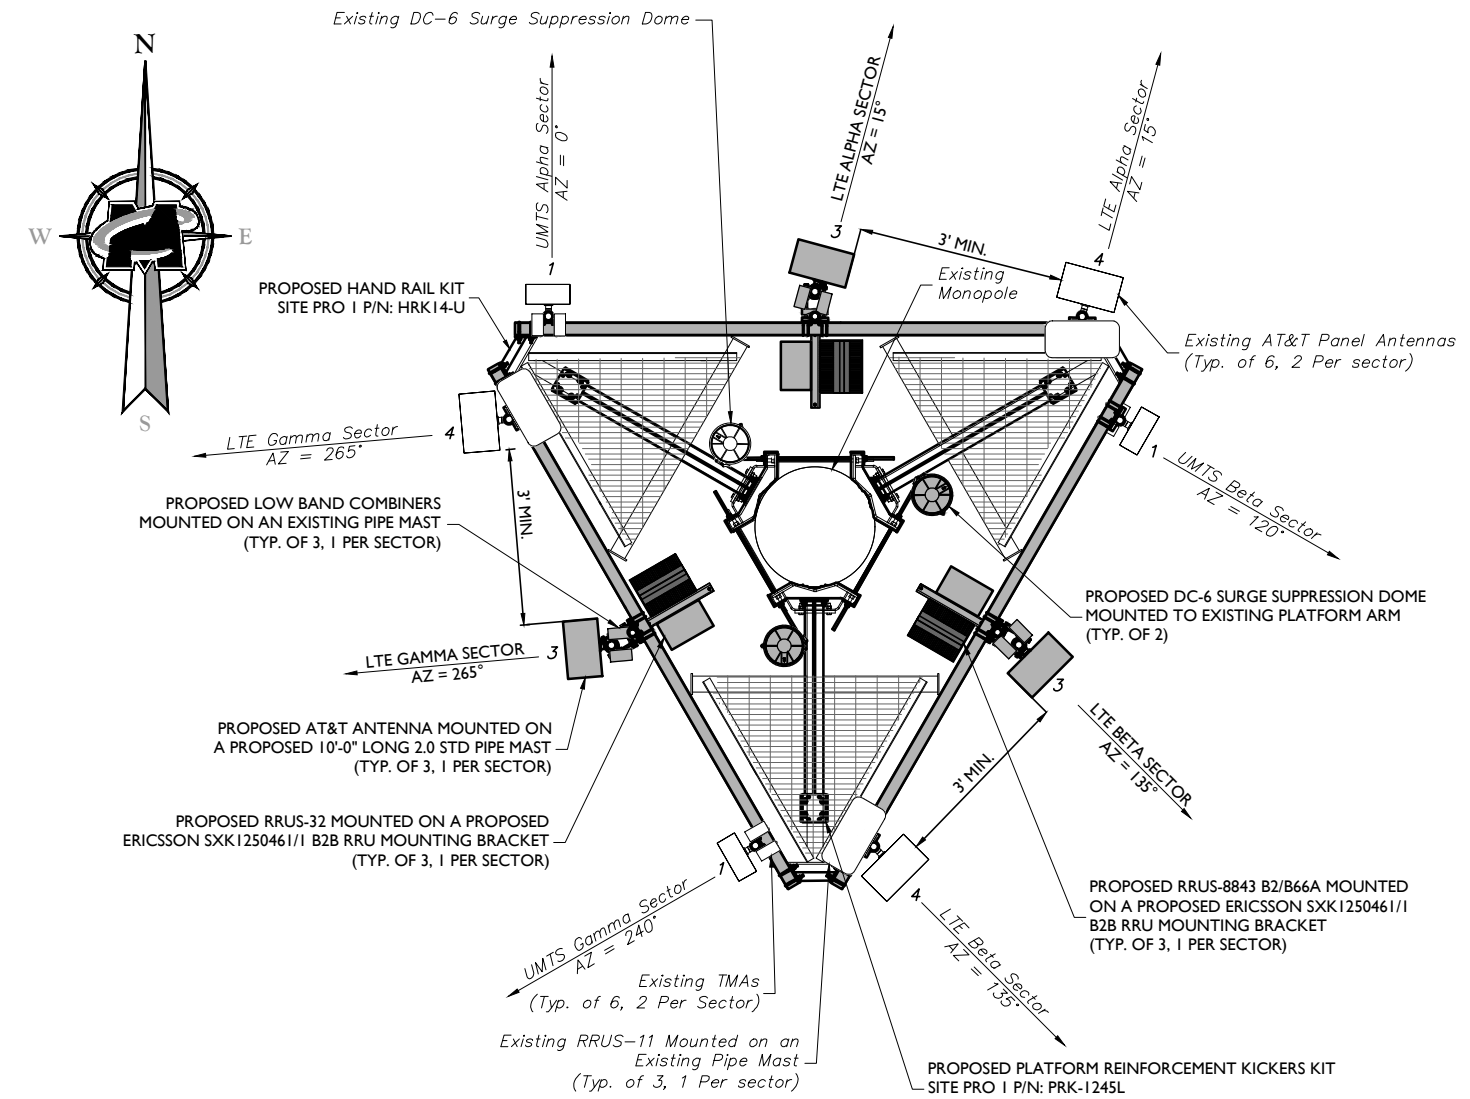 Existing DC-6 Surge Suppression Dome
N
W
E
S
UMTS Alpha Sector
AZ = 0°
LTE ALPHA SECTOR
AZ = 15°
LTE Alpha Sector
AZ = 15°
1
3
3' MIN.
4
Existing
Monopole
PROPOSED HAND RAIL KIT
SITE PRO 1 P/N: HRK14-U
Existing AT&T Panel Antennas
(Typ. of 6, 2 Per sector)
LTE Gamma Sector
AZ = 265°
4
1
UMTS Beta Sector
AZ = 120°
3' MIN.
PROPOSED LOW BAND COMBINERS
MOUNTED ON AN EXISTING PIPE MAST
(TYP. OF 3, 1 PER SECTOR)
PROPOSED DC-6 SURGE SUPPRESSION DOME
MOUNTED TO EXISTING PLATFORM ARM
(TYP. OF 2)
LTE GAMMA SECTOR
AZ = 265°
3
3
LTE BETA SECTOR
AZ = 135°
3' MIN.
PROPOSED AT&T ANTENNA MOUNTED ON
A PROPOSED 10'-0" LONG 2.0 STD PIPE MAST
(TYP. OF 3, 1 PER SECTOR)
PROPOSED RRUS-32 MOUNTED ON A PROPOSED
ERICSSON SXK1250461/1 B2B RRU MOUNTING BRACKET
(TYP. OF 3, 1 PER SECTOR)
1
4
UMTS Gamma Sector
AZ = 240°
LTE Beta Sector
AZ = 135°
PROPOSED RRUS-8843 B2/B66A MOUNTED
ON A PROPOSED ERICSSON SXK1250461/1
B2B RRU MOUNTING BRACKET
(TYP. OF 3, 1 PER SECTOR)
Existing TMAs
(Typ. of 6, 2 Per Sector)
Existing RRUS-11 Mounted on an
Existing Pipe Mast
(Typ. of 3, 1 Per sector)
PROPOSED PLATFORM REINFORCEMENT KICKERS KIT
SITE PRO 1 P/N: PRK-1245L